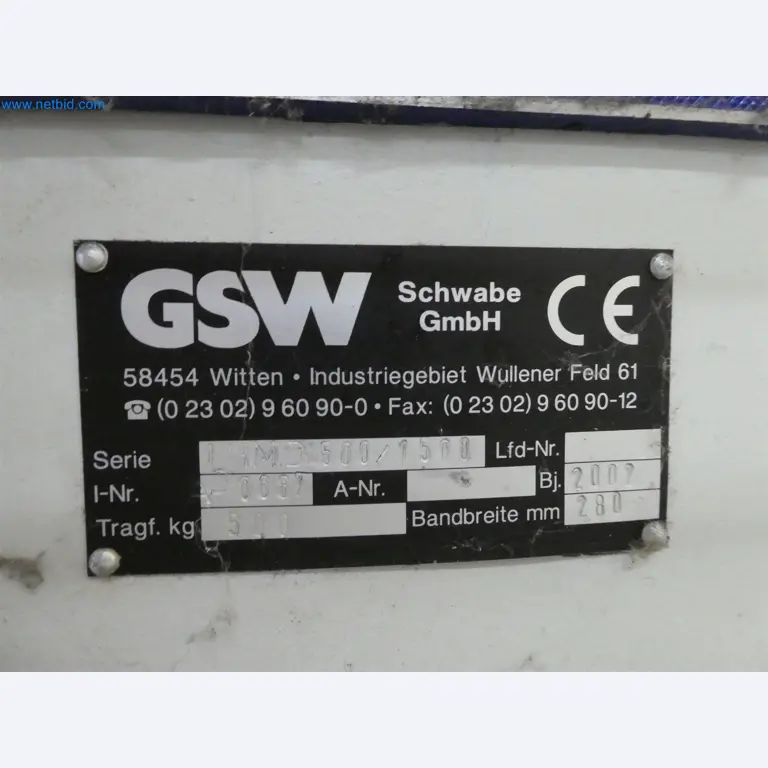 www.netbid.com
GSW Schwabe GmbH CE
58454 Witten • Industriegebiet Wullener Feld 61
☎ (0 23 02) 9 60 90-0 • Fax: (0 23 02) 9 60 90-12
Serie Lfd-Nr.
I-Nr. A-Nr. Bj. 2007
Tragf. kg 500 Bandbreite mm 280